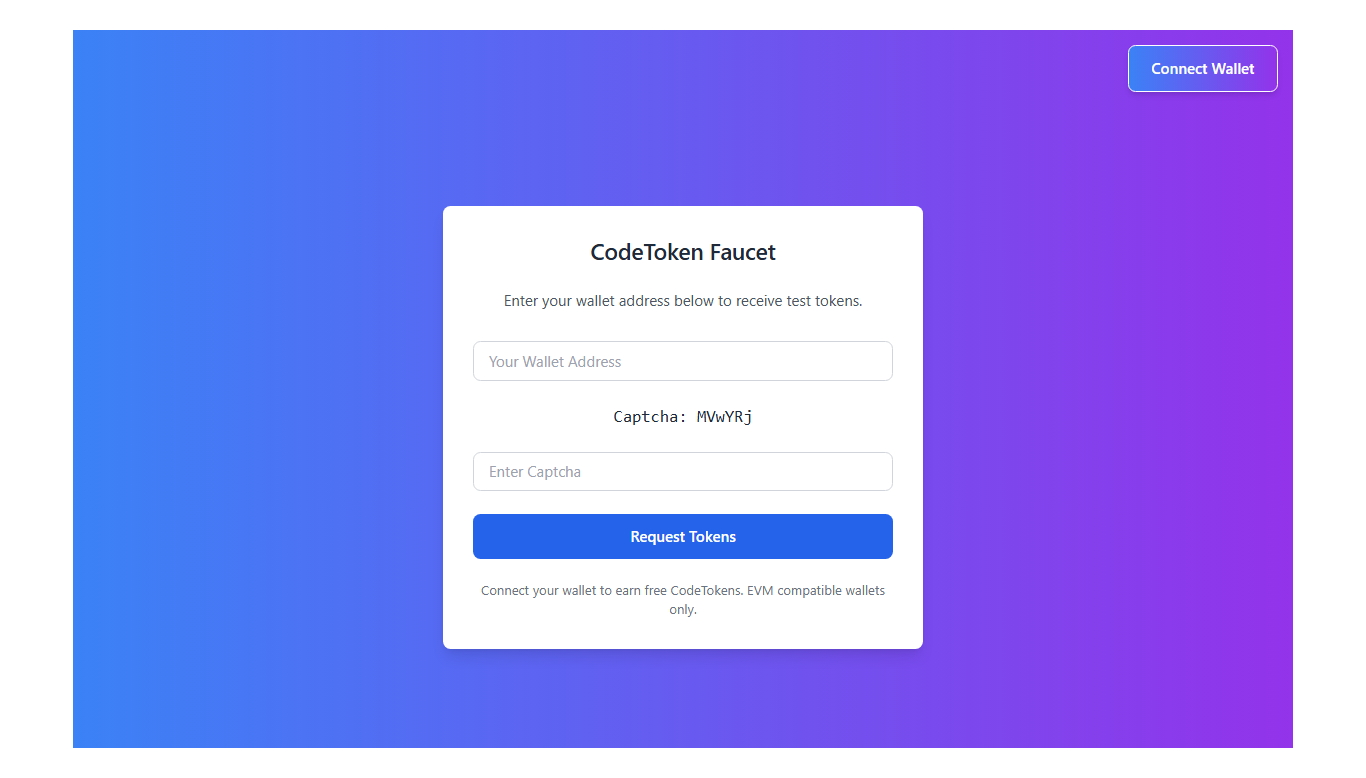 Connect Wallet
CodeToken Faucet
Enter your wallet address below to receive test tokens.
Your Wallet Address
Captcha: MVwYRj
Enter Captcha
Request Tokens
Connect your wallet to earn free CodeTokens. EVM compatible wallets
only.